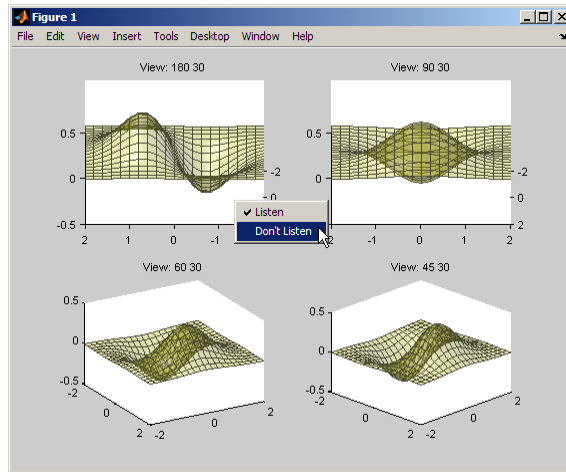 Figure 1
File Edit View Insert Tools Desktop Window Help
View: 180 30
0.5
0
-0.5
2 1 0 -1
-2
0
View: 90 30
0.5
0
-2 -1 0 1 2
-2
0
2
✓ Listen
Don't Listen
View: 60 30
0.5
0
-0.5
-2
0
2
-2
0
2
View: 45 30
0.5
0
-0.5
-2
0
2
-2
0
2